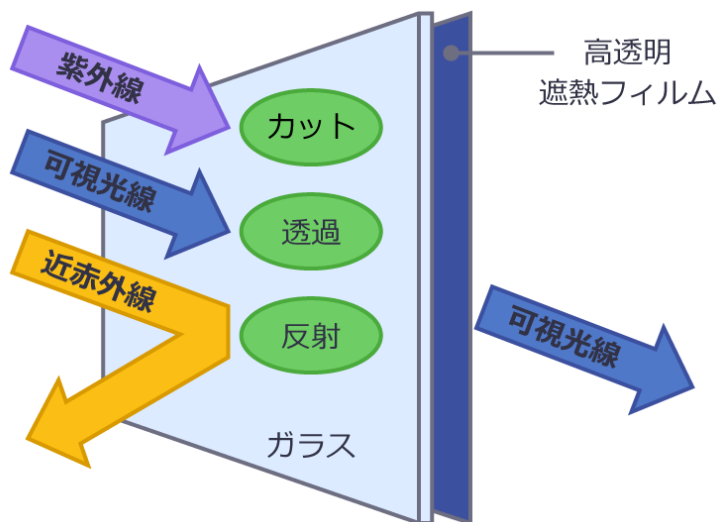 紫外線
カット
高透明
遮熱フィルム
可視光線
透過
近赤外線
反射
可視光線
ガラス